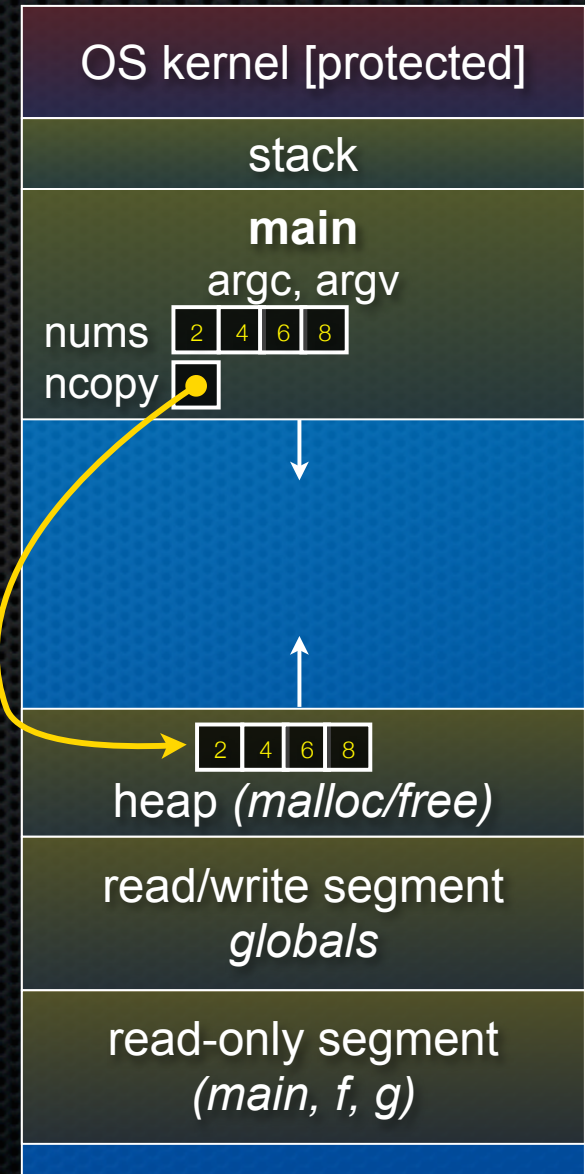 OS kernel [protected]
stack
main
argc, argv
nums 2 4 6 8
ncopy
2 4 6 8
heap (malloc/free)
read/write segment
globals
read-only segment
(main, f, g)